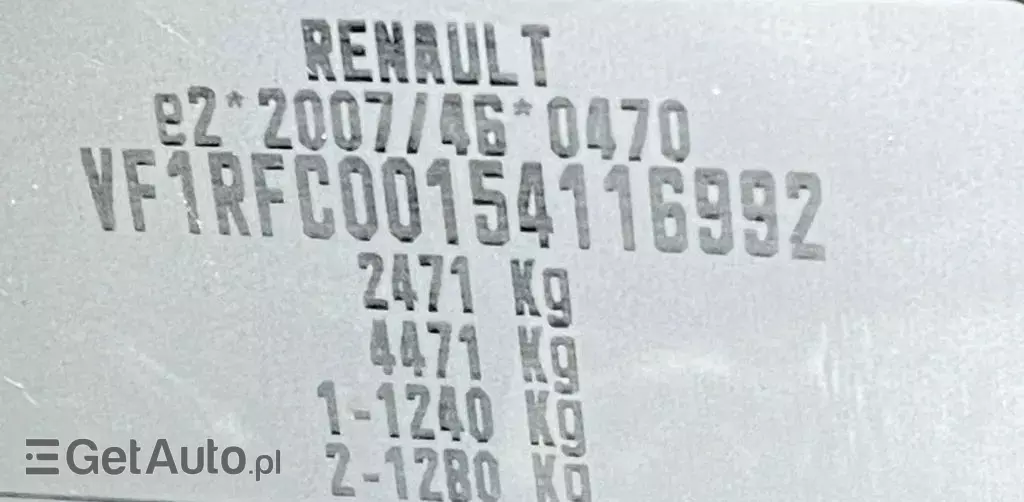 RENAULT
e2*2007/46*0470
VF1RFC00154116992
2471 Kg
4471 Kg
1-1240 Kg
2-1280 Kg
GetAuto.pl